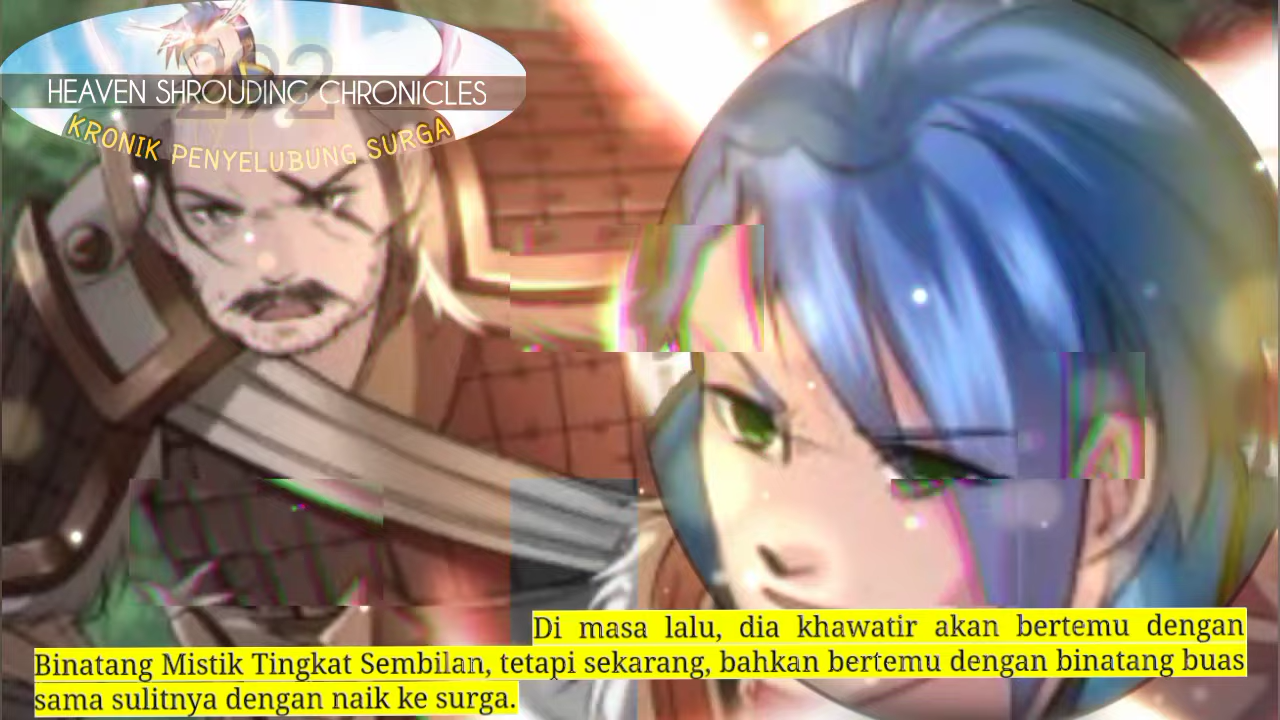 292
HEAVEN SHROUDING CHRONICLES
KRONIK PENYELUBUNG SURGA
Di masa lalu, dia khawatir akan bertemu dengan
Binatang Mistik Tingkat Sembilan, tetapi sekarang, bahkan bertemu dengan binatang buas
sama sulitnya dengan naik ke surga.